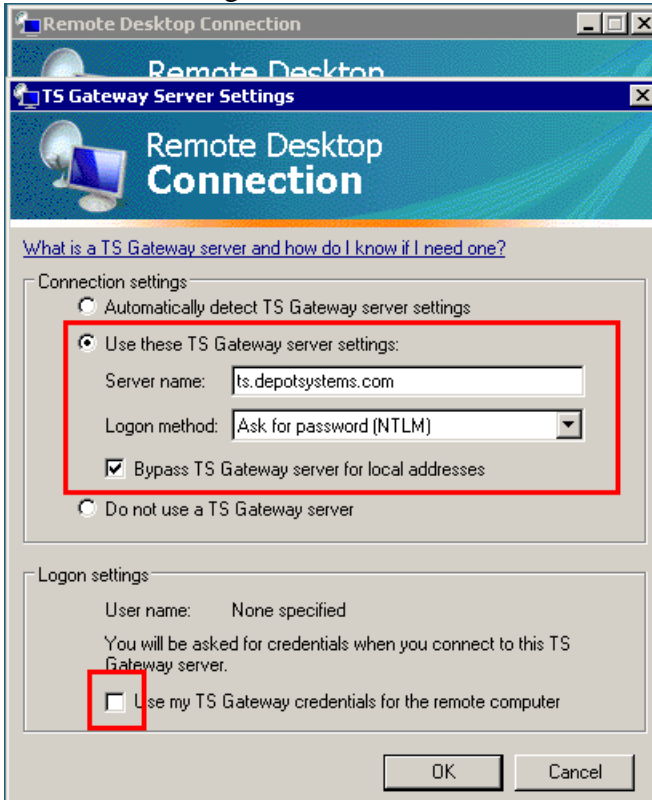 Remote Desktop Connection
Remote Desktop
TS Gateway Server Settings
Remote Desktop
Connection
What is a TS Gateway server and how do I know if I need one?
Connection settings
Automatically detect TS Gateway server settings
Use these TS Gateway server settings:
Server name: ts.depotsystems.com
Logon method: Ask for password (NTLM)
Bypass TS Gateway server for local addresses
Do not use a TS Gateway server
Logon settings
User name: None specified
You will be asked for credentials when you connect to this TS
Gateway server.
Use my TS Gateway credentials for the remote computer
OK Cancel